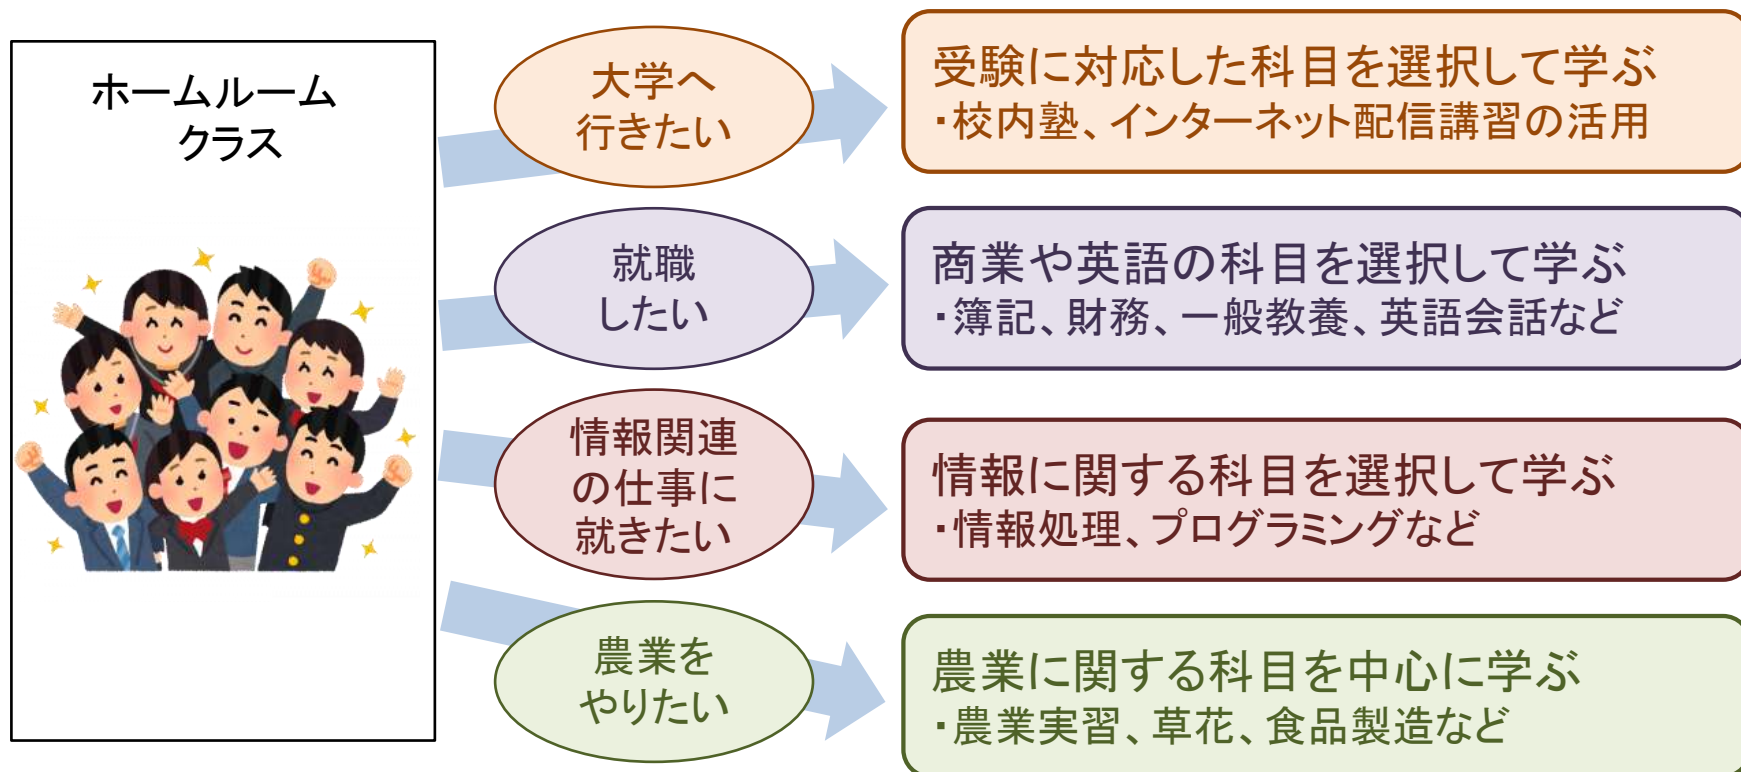 ホームルーム
クラス
大学へ
行きたい
受験に対応した科目を選択して学ぶ
・校内塾、インターネット配信講習の活用
就職
したい
商業や英語の科目を選択して学ぶ
・簿記、財務、一般教養、英語会話など
情報関連
の仕事に
就きたい
情報に関する科目を選択して学ぶ
・情報処理、プログラミングなど
農業を
やりたい
農業に関する科目を中心に学ぶ
・農業実習、草花、食品製造など